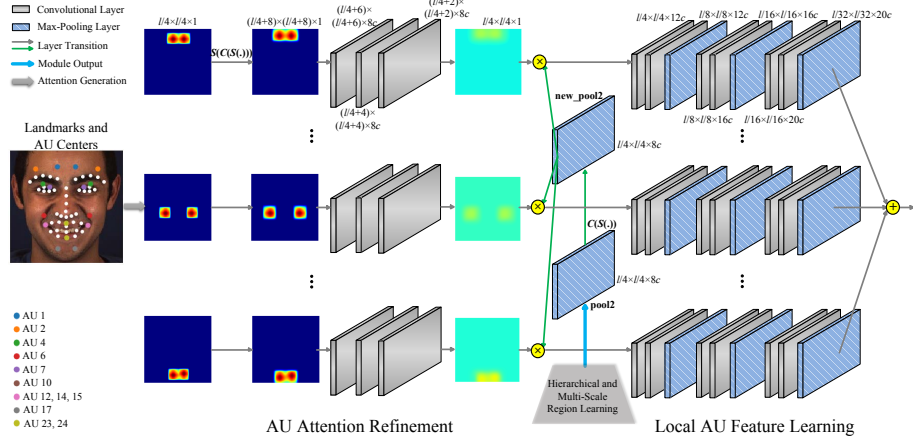 Convolutional Layer
Max-Pooling Layer
Layer Transition
Module Output
Attention Generation
l/4×l/4×1
(l/4+8)×(l/4+8)×1
(l/4+6)×
(l/4+6)×8c
(l/4+2)×
(l/4+2)×8c
l/4×l/4×1
S(C(S(.)))
(l/4+4)×
(l/4+4)×8c
l/4×l/4×12c
l/8×l/8×12c
l/16×l/16×16c
l/32×l/32×20c
l/8×l/8×16c
l/16×l/16×20c
new_pool2
l/4×l/4×8c
Landmarks and
AU Centers
C(S(.))
l/4×l/4×8c
pool2
AU 1
AU 2
AU 4
AU 6
AU 7
AU 10
AU 12, 14, 15
AU 17
AU 23, 24
Hierarchical and
Multi-Scale
Region Learning
AU Attention Refinement
Local AU Feature Learning